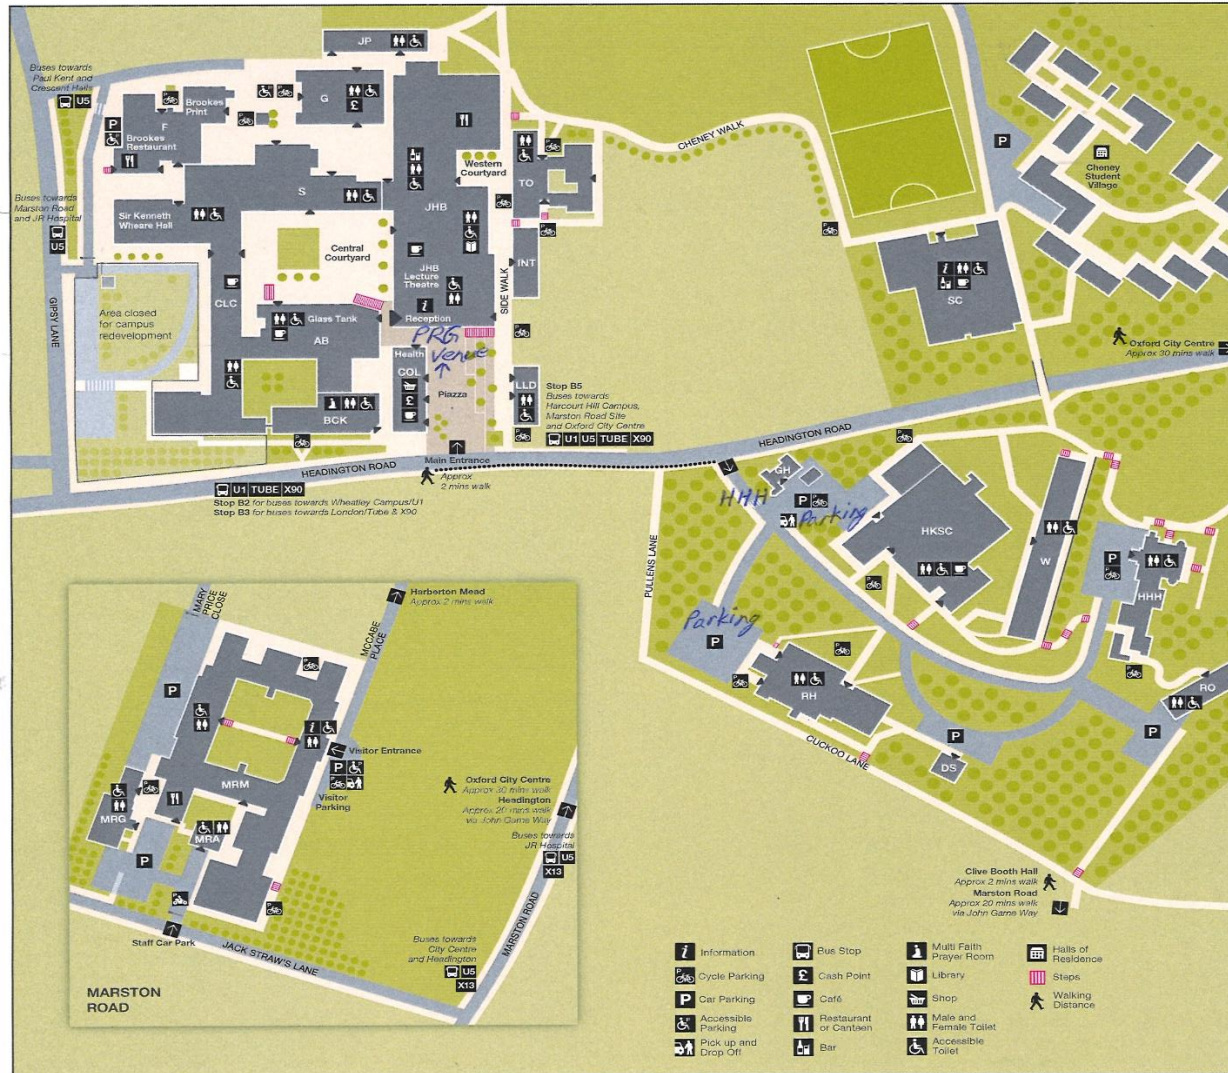 Buses towards
Paul Kent and
Crescent Halls
U5
P
Brookes
Print
F
Brookes
Restaurant
JP
G
£
Buses towards
Marston Road
and JR Hospital
U5
S
Sir Kenneth
Wheare Hall
Western
Courtyard
TO
JHB
Central
Courtyard
JHB
Lecture
Theatre
INT
CLC
SIDE WALK
GIPSY LANE
Area closed
for campus
redevelopment
Glass Tank
AB
i
Reception
PRG
Venue
Health
COL
£
Piazza
LLD
BCK
Stop B5
Buses towards
Harcourt Hill Campus,
Marston Road Site
and Oxford City Centre
U1 U5 TUBE X90
Main Entrance
Approx
2 mins walk
HEADINGTON ROAD
U1 TUBE X90
Stop B2 for buses towards Wheatley Campus/U1
Stop B3 for buses towards London/Tube & X90
CHENEY WALK
P
Cheney
Student
Village
i
SC
Oxford City Centre
Approx 30 mins walk
HEADINGTON ROAD
GH
HHH
P
Parking
HKSC
W
P
HHH
PULLENS LANE
Parking
P
RH
RO
P
P
DS
CUCKOO LANE
Clive Booth Hall
Approx 2 mins walk
Marston Road
Approx 20 mins walk
via John Garne Way
MARY
PRICE
CLOSE
Harberton Mead
Approx 2 mins walk
MCCABE
PLACE
P
i
Visitor Entrance
P
Visitor
Parking
MRM
MRG
MRA
P
Oxford City Centre
Approx 30 mins walk
Headington
Approx 20 mins walk
via John Garne Way
Buses towards
JR Hospital
U5
X13
Staff Car Park
JACK STRAW'S LANE
MARSTON ROAD
Buses towards
City Centre
and Headington
U5
X13
MARSTON
ROAD
i Information
Cycle Parking
P Car Parking
Accessible
Parking
Pick up and
Drop Off
Bus Stop
£ Cash Point
Café
Restaurant
or Canteen
Bar
Multi Faith
Prayer Room
Library
Shop
Male and
Female Toilet
Accessible
Toilet
Halls of
Residence
Steps
Walking
Distance